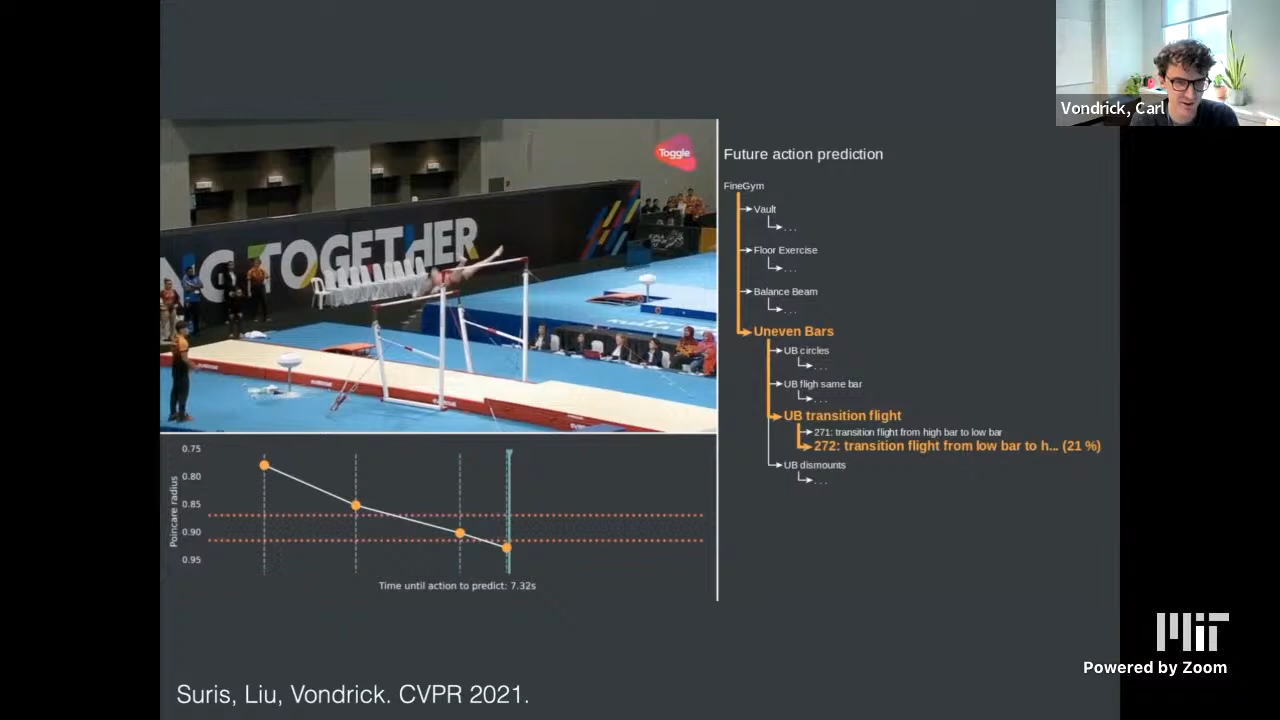 Vondrick, Carl
Toggle
NG TOGETHER
Future action prediction
FineGym
Vault
...
Floor Exercise
...
Balance Beam
...
Uneven Bars
UB circles
...
UB fligh same bar
...
UB transition flight
271: transition flight from high bar to low bar
272: transition flight from low bar to h... (21 %)
UB dismounts
...
0.75
0.80
0.85
0.90
0.95
Poincare radius
Time until action to predict: 7.32s
Suris, Liu, Vondrick. CVPR 2021.
MiT
Powered by Zoom